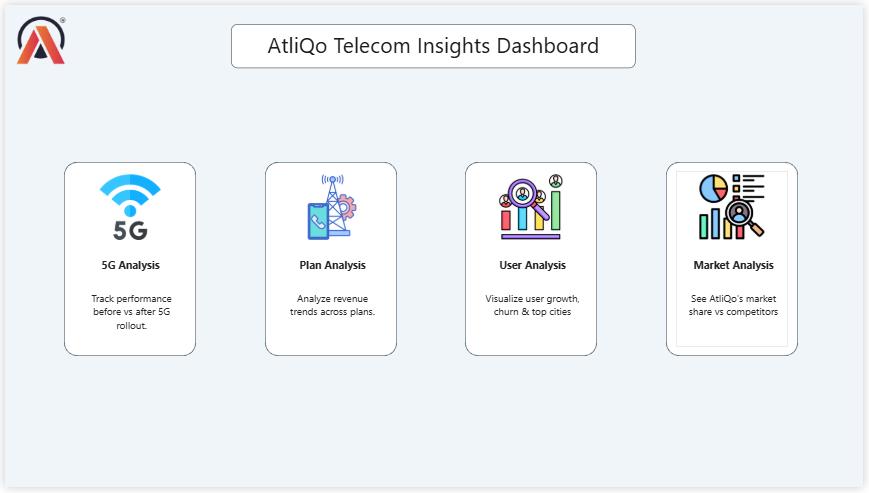 AtliQo Telecom Insights Dashboard
5G
5G Analysis
Track performance
before vs after 5G
rollout.
Plan Analysis
Analyze revenue
trends across plans.
User Analysis
Visualize user growth,
churn & top cities
Market Analysis
See AtliQo's market
share vs competitors